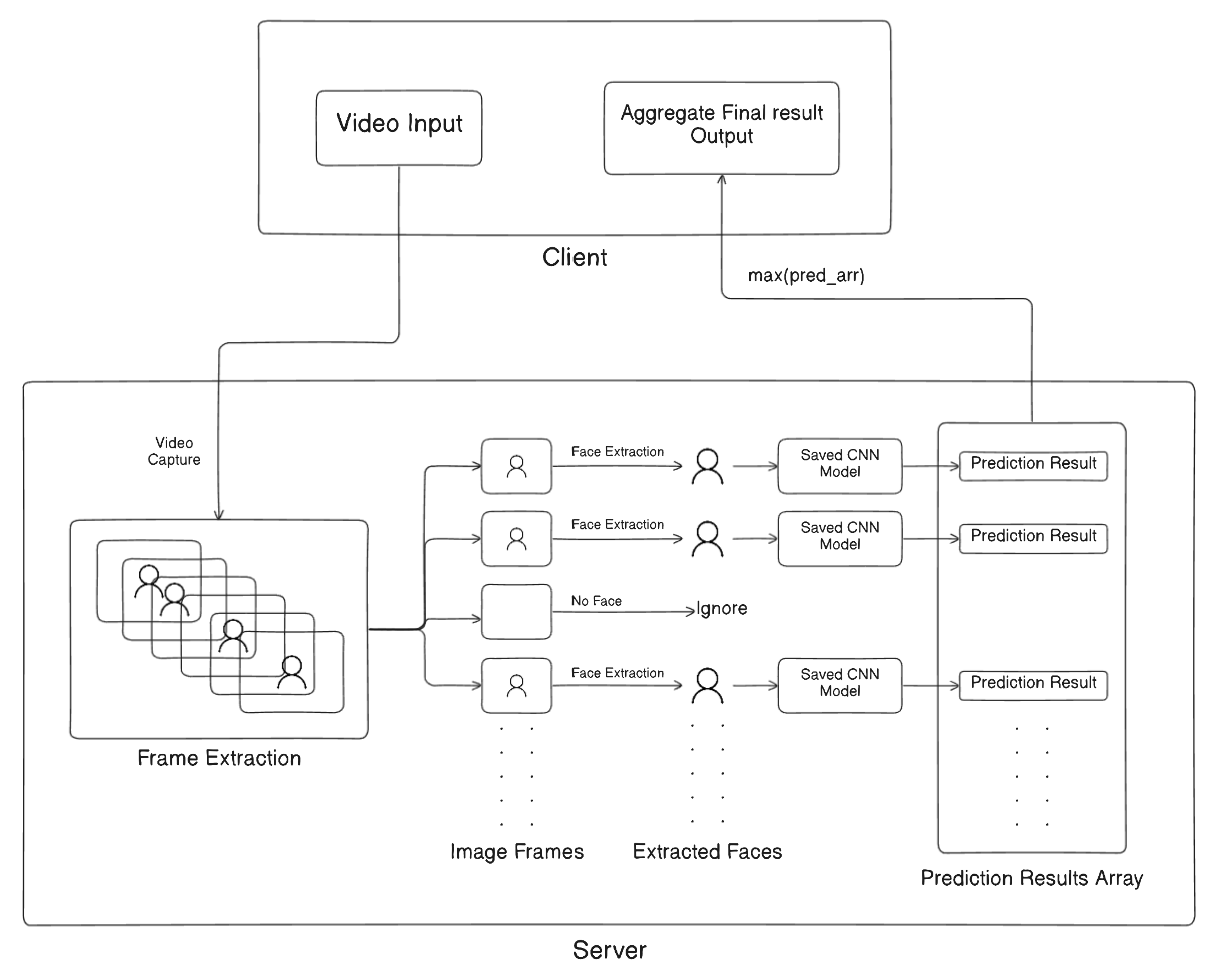 Video Input
Aggregate Final result
Output
Client
max(pred_arr)
Video
Capture
Face Extraction
Saved CNN
Model
Prediction Result
Face Extraction
Saved CNN
Model
Prediction Result
No Face
Ignore
Face Extraction
Saved CNN
Model
Prediction Result
Frame Extraction
Image Frames
Extracted Faces
Prediction Results Array
Server